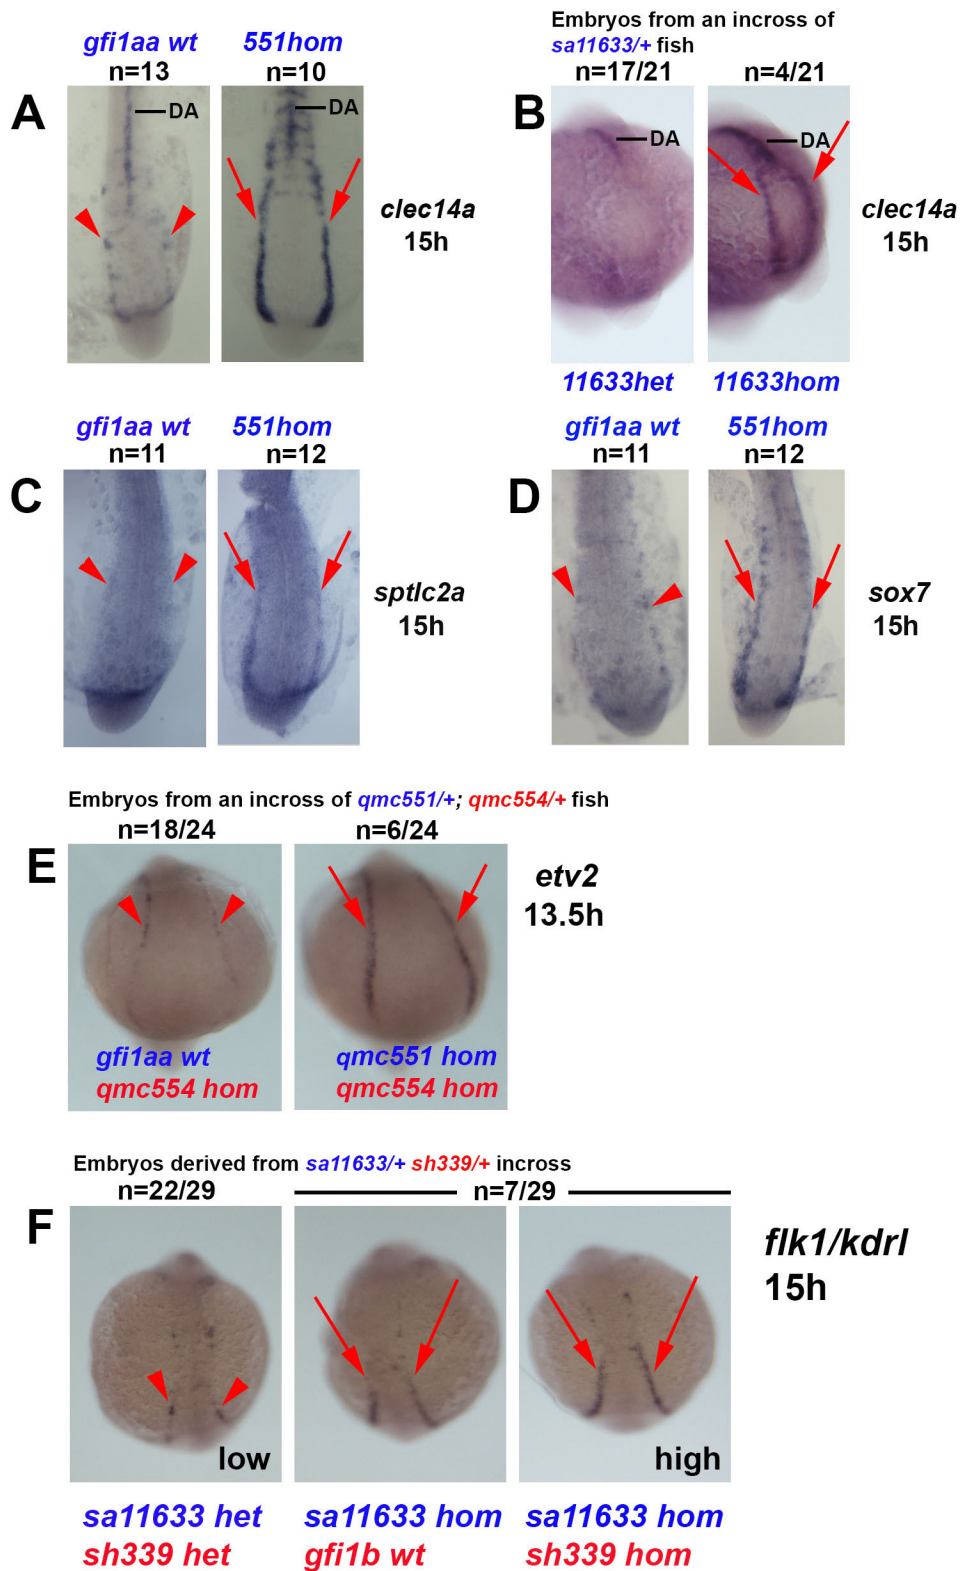 A
gfi1aa wt
n=13
551hom
n=10
DA
DA
clec14a
15h
B
Embryos from an incross of
sa11633/+ fish
n=17/21
n=4/21
DA
DA
clec14a
15h
11633het
11633hom
C
gfi1aa wt
n=11
551hom
n=12
sptlc2a
15h
D
gfi1aa wt
n=11
551hom
n=12
sox7
15h
Embryos from an incross of qmc551/+; qmc554/+ fish
n=18/24
n=6/24
E
etv2
13.5h
gfi1aa wt
qmc554 hom
qmc551 hom
qmc554 hom
Embryos derived from sa11633/+ sh339/+ incross
n=22/29
n=7/29
F
flk1/kdrl
15h
low
high
sa11633 het
sh339 het
sa11633 hom
gfi1b wt
sa11633 hom
sh339 hom